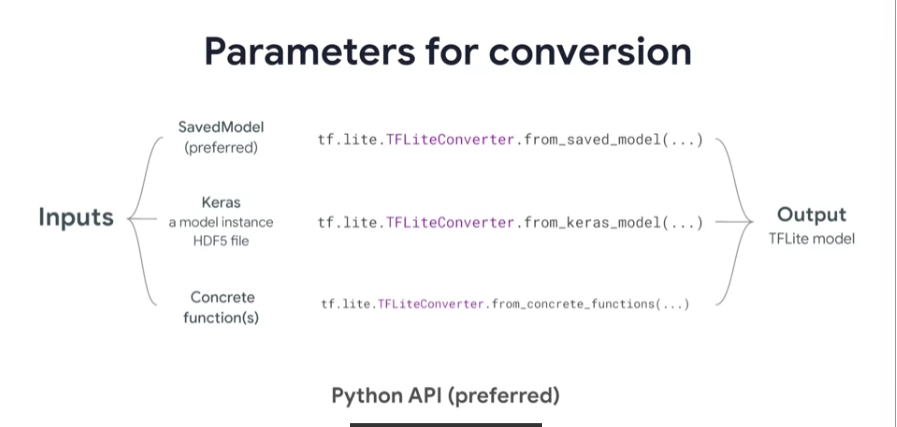 Parameters for conversion
SavedModel
(preferred)
tf.lite.TFLiteConverter.from_saved_model(...)
Inputs
Keras
a model instance
HDF5 file
tf.lite.TFLiteConverter.from_keras_model(...)
Output
TFLite model
Concrete
function(s)
tf.lite.TFLiteConverter.from_concrete_functions(...)
Python API (preferred)